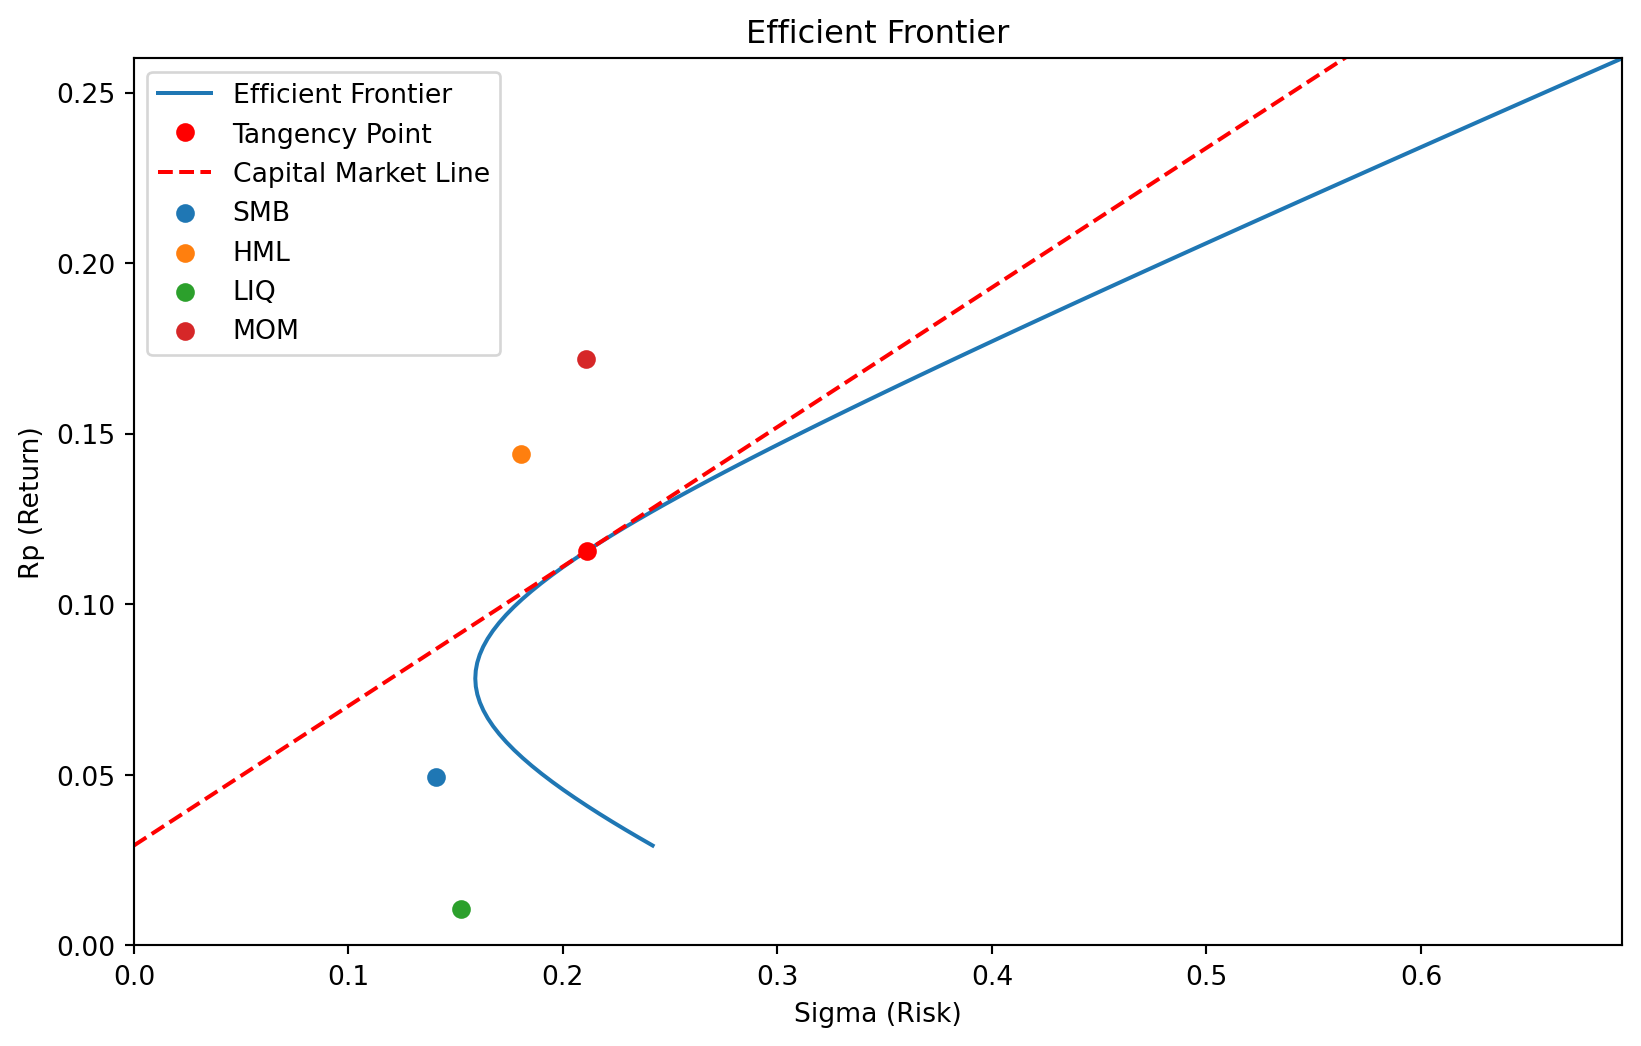 Efficient Frontier
Efficient Frontier
Tangency Point
Capital Market Line
SMB
HML
LIQ
MOM
0.25
0.20
0.15
0.10
0.05
0.00
Rp (Return)
0.0 0.1 0.2 0.3 0.4 0.5 0.6
Sigma (Risk)